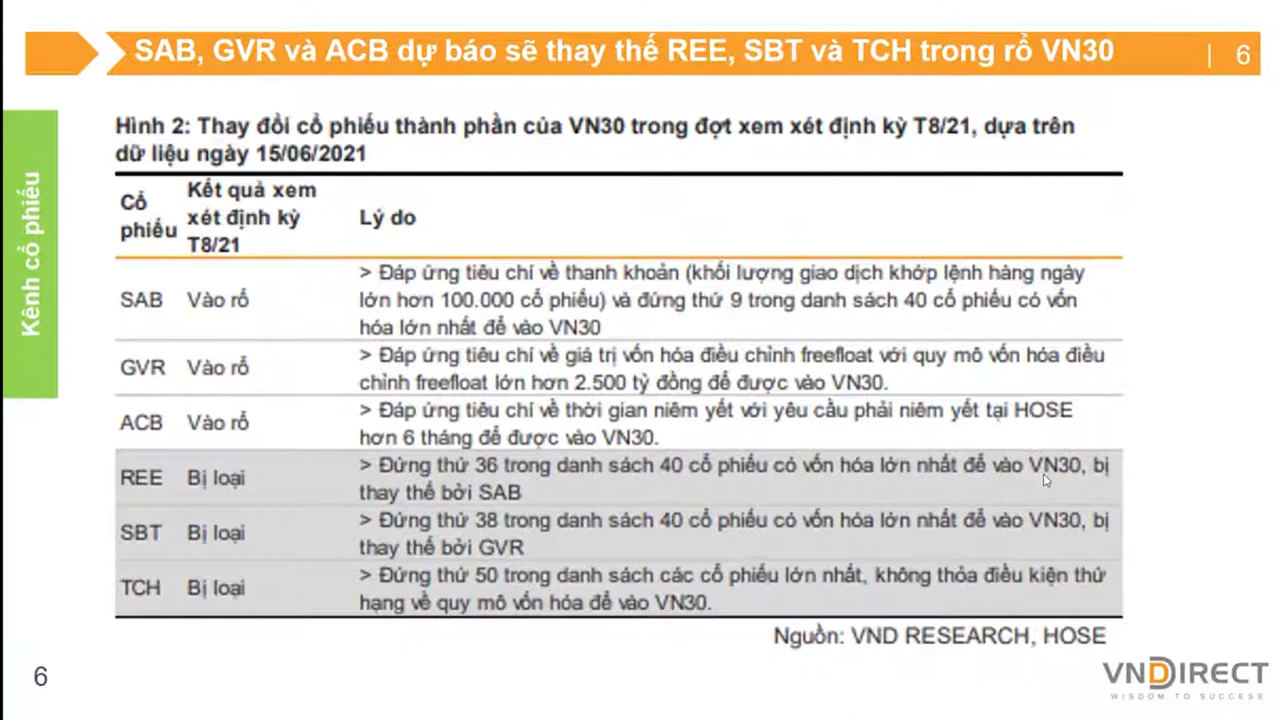 SAB, GVR và ACB dự báo sẽ thay thế REE, SBT và TCH trong rổ VN30 | 6
Kênh cổ phiếu
Hình 2: Thay đổi cổ phiếu thành phần của VN30 trong đợt xem xét định kỳ T8/21, dựa trên
dữ liệu ngày 15/06/2021
Cổ phiếu
Kết quả xem
xét định kỳ
T8/21
Lý do
SAB Vào rổ
> Đáp ứng tiêu chí về thanh khoản (khối lượng giao dịch khớp lệnh hàng ngày
lớn hơn 100.000 cổ phiếu) và đứng thứ 9 trong danh sách 40 cổ phiếu có vốn
hóa lớn nhất để vào VN30
GVR Vào rổ
> Đáp ứng tiêu chí về giá trị vốn hóa điều chỉnh freefloat với quy mô vốn hóa điều
chỉnh freefloat lớn hơn 2.500 tỷ đồng để được vào VN30.
ACB Vào rổ
> Đáp ứng tiêu chí về thời gian niêm yết với yêu cầu phải niêm yết tại HOSE
hơn 6 tháng để được vào VN30.
REE Bị loại
> Đứng thứ 36 trong danh sách 40 cổ phiếu có vốn hóa lớn nhất để vào VN30, bị
thay thế bởi SAB
SBT Bị loại
> Đứng thứ 38 trong danh sách 40 cổ phiếu có vốn hóa lớn nhất để vào VN30, bị
thay thế bởi GVR
TCH Bị loại
> Đứng thứ 50 trong danh sách các cổ phiếu lớn nhất, không thỏa điều kiện thứ
hạng về quy mô vốn hóa để vào VN30.
Nguồn: VND RESEARCH, HOSE
6
VNDIRECT
WISDOM TO SUCCESS